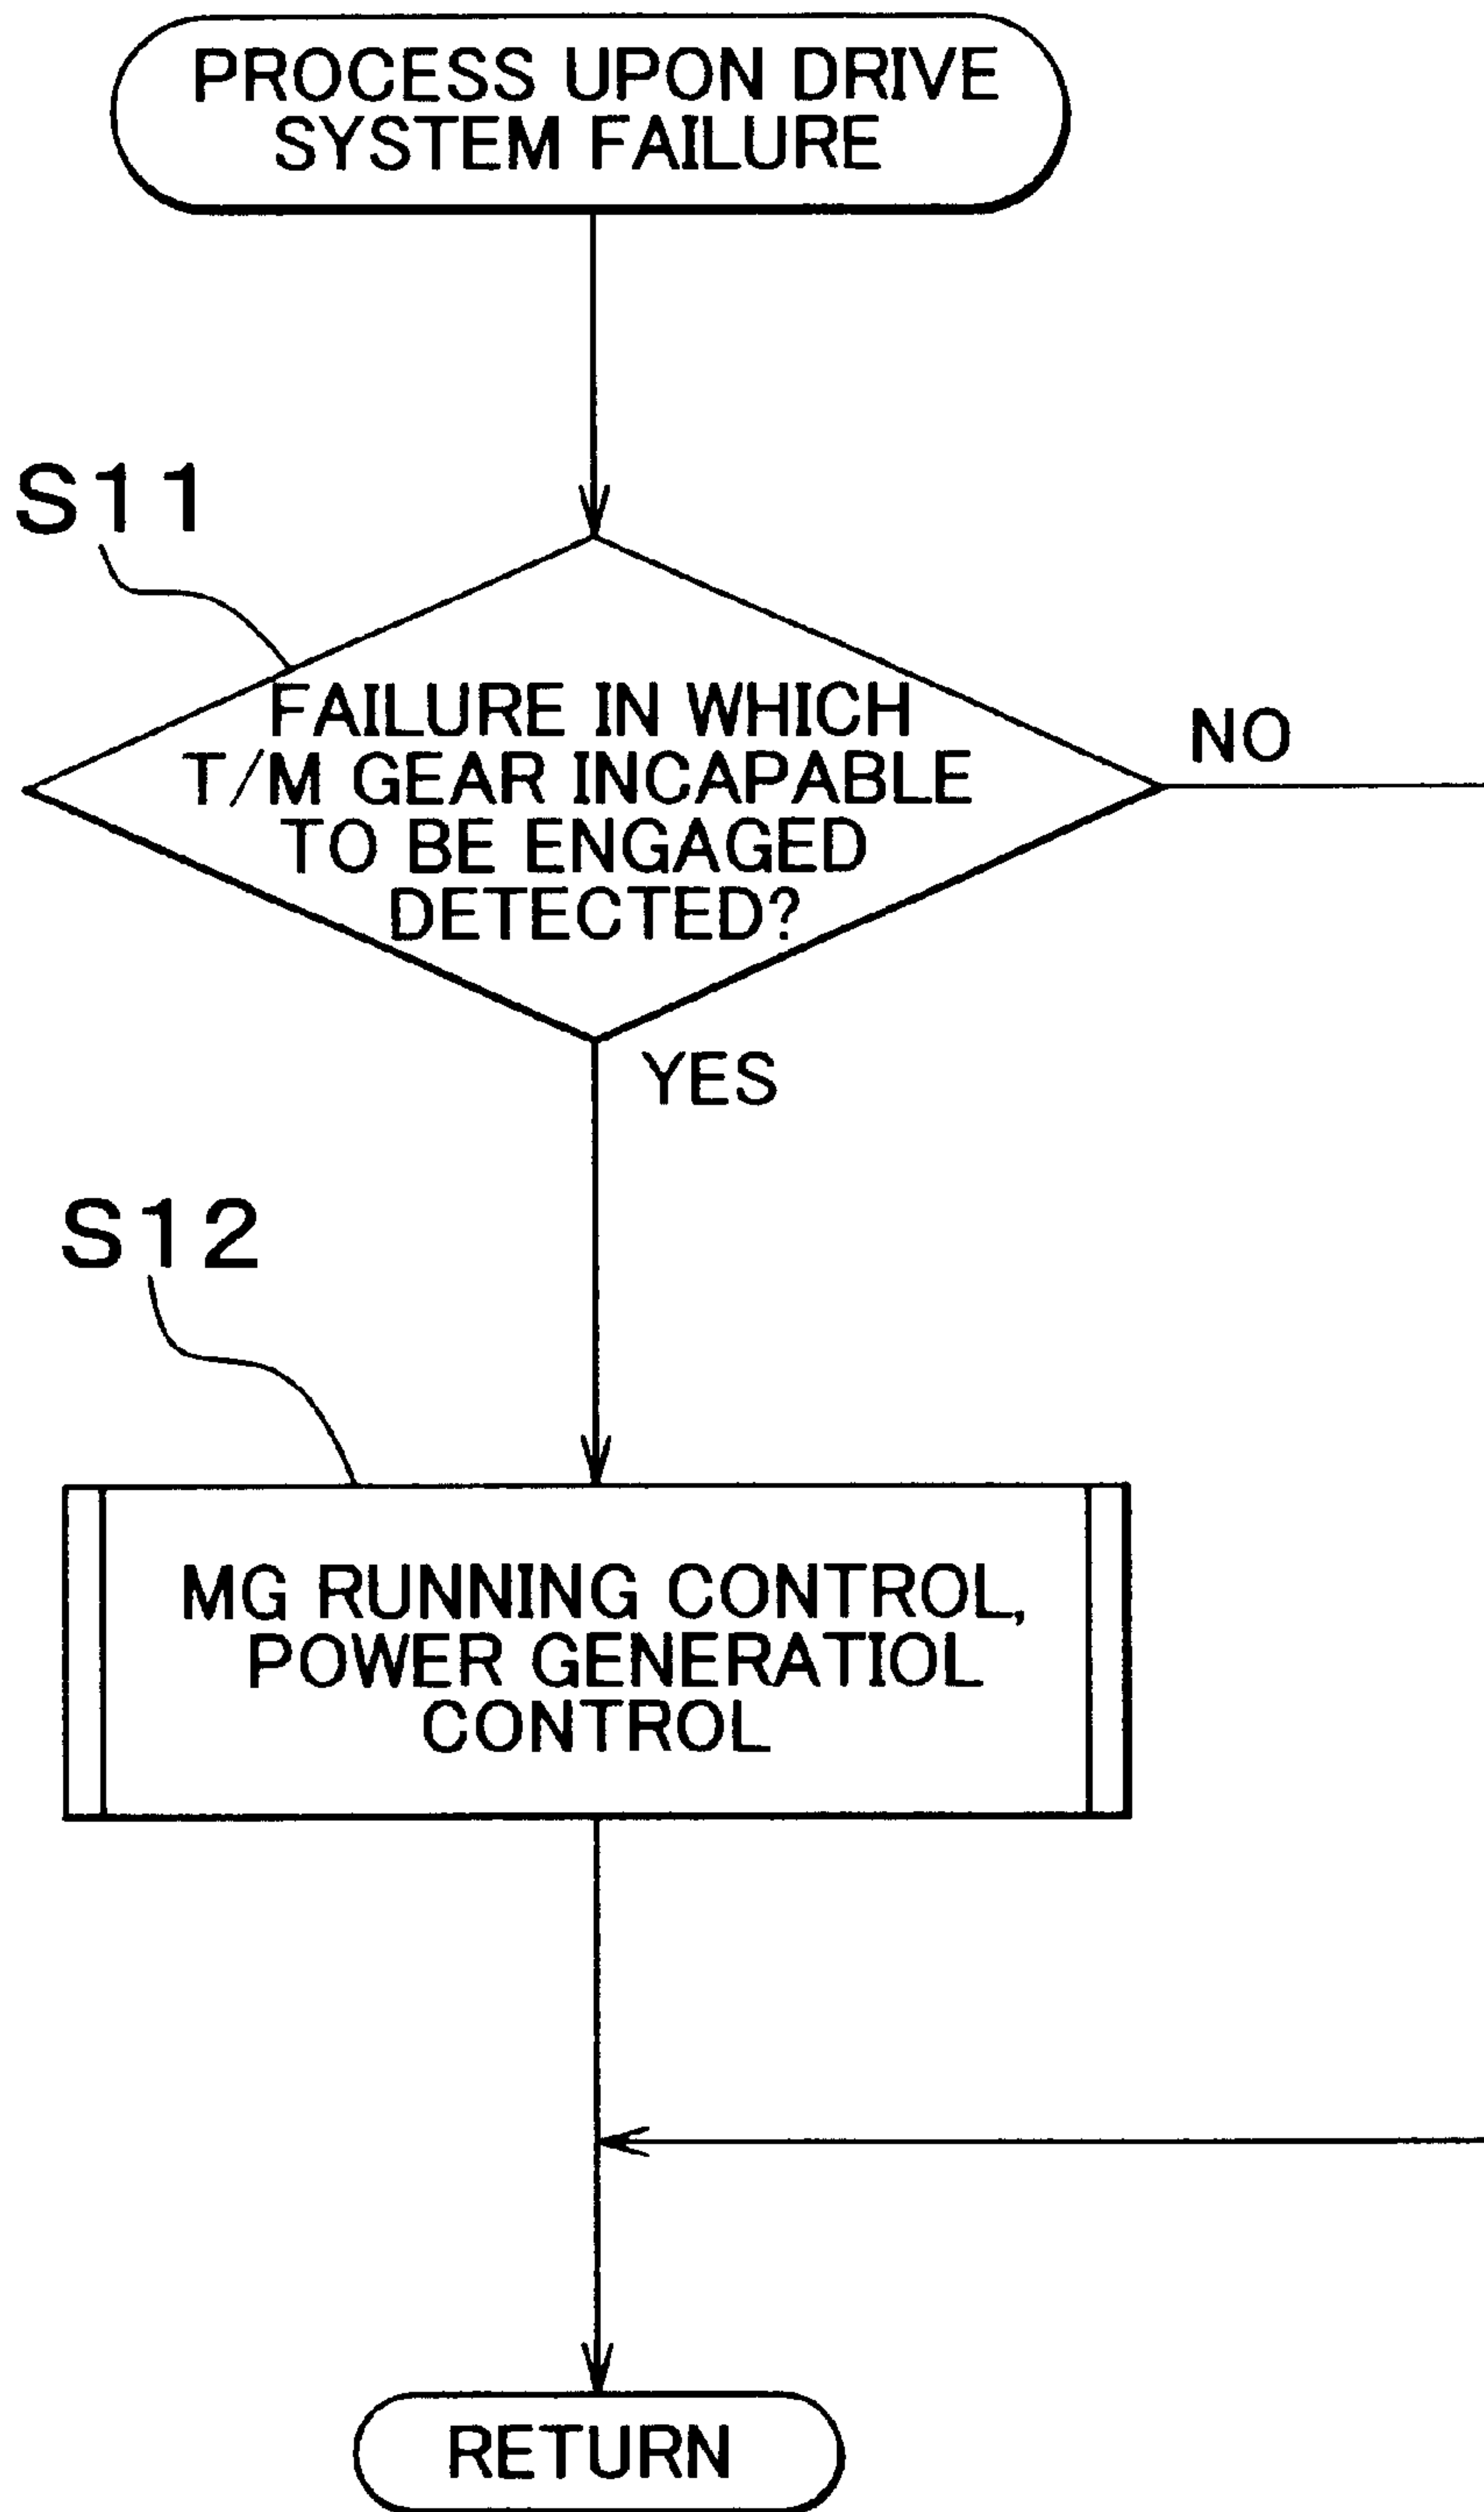 PROCESS UPON DRIVE
SYSTEM FAILURE
S11
FAILURE IN WHICH
T/M GEAR INCAPABLE
TO BE ENGAGED
DETECTED?
NO
YES
S12
MG RUNNING CONTROL,
POWER GENERATIOL
CONTROL
RETURN